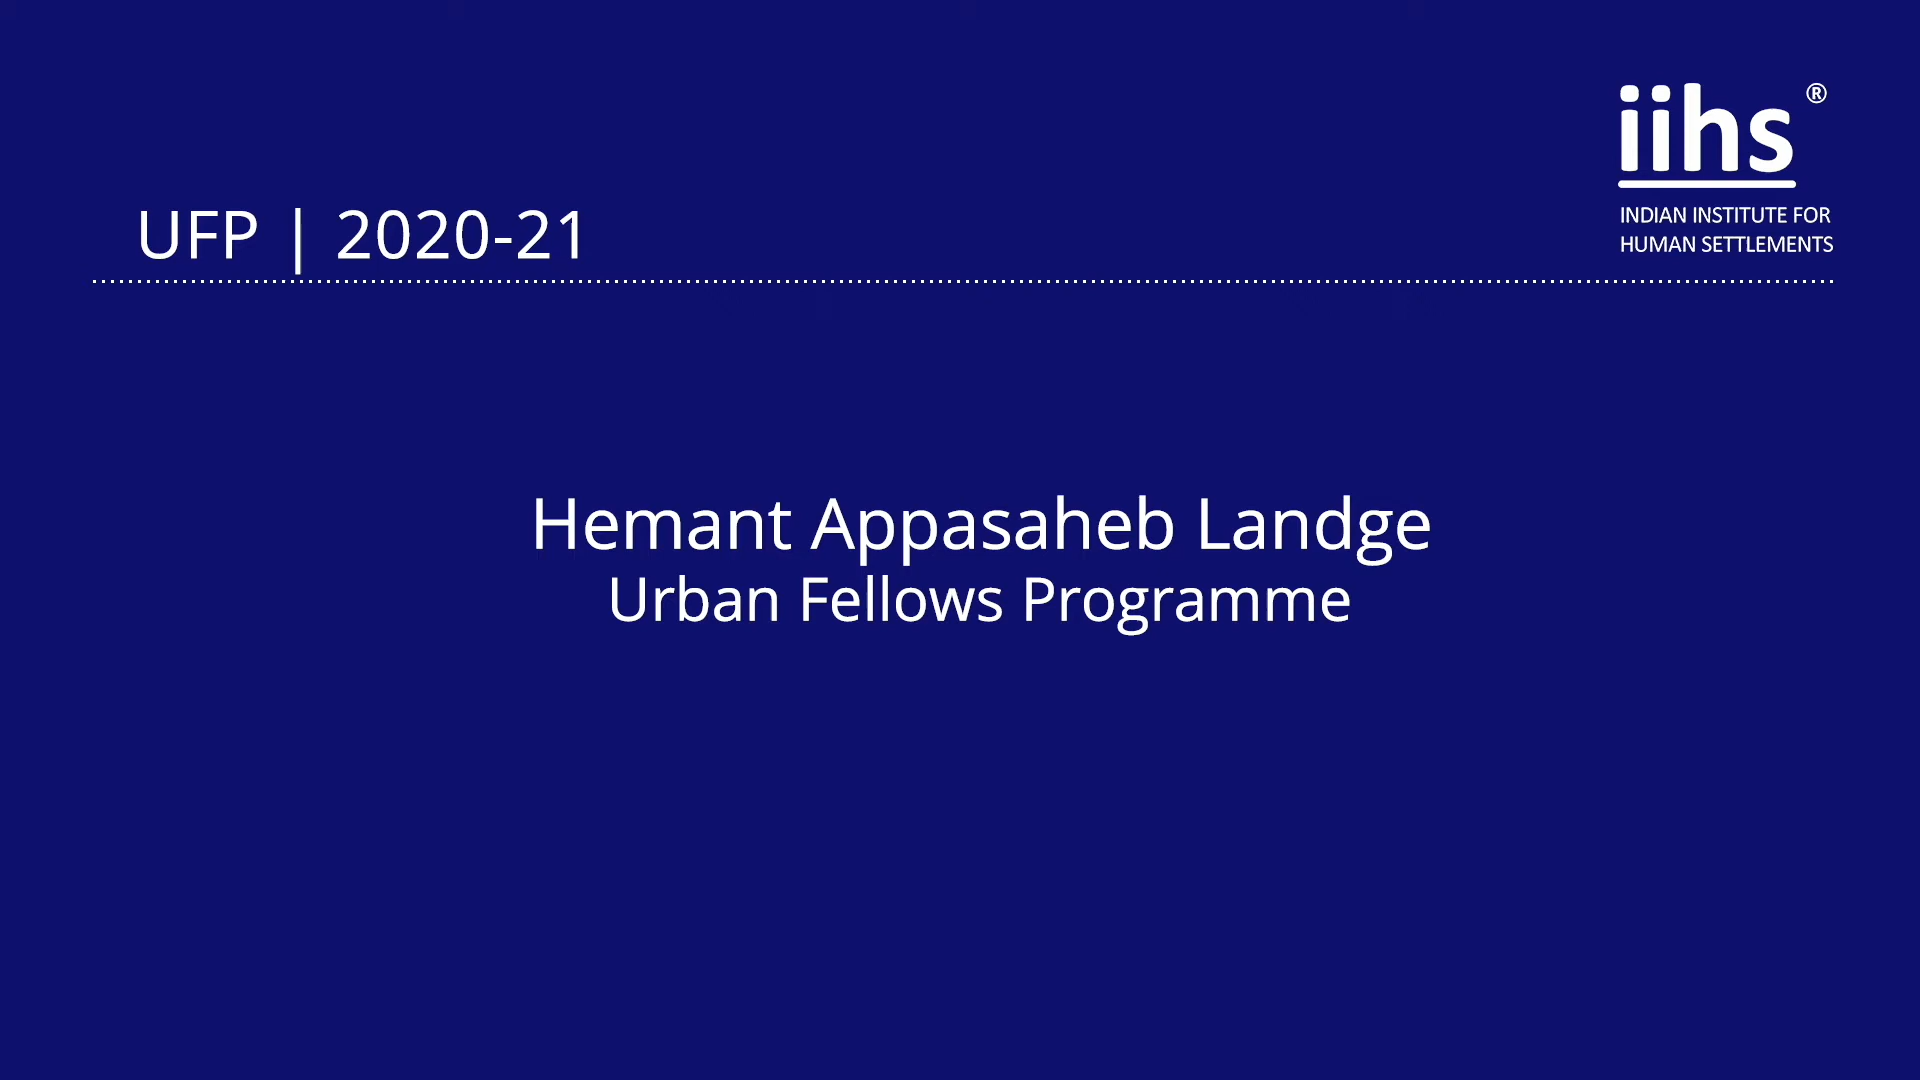 iihs®
INDIAN INSTITUTE FOR
HUMAN SETTLEMENTS
UFP | 2020-21
Hemant Appasaheb Landge
Urban Fellows Programme